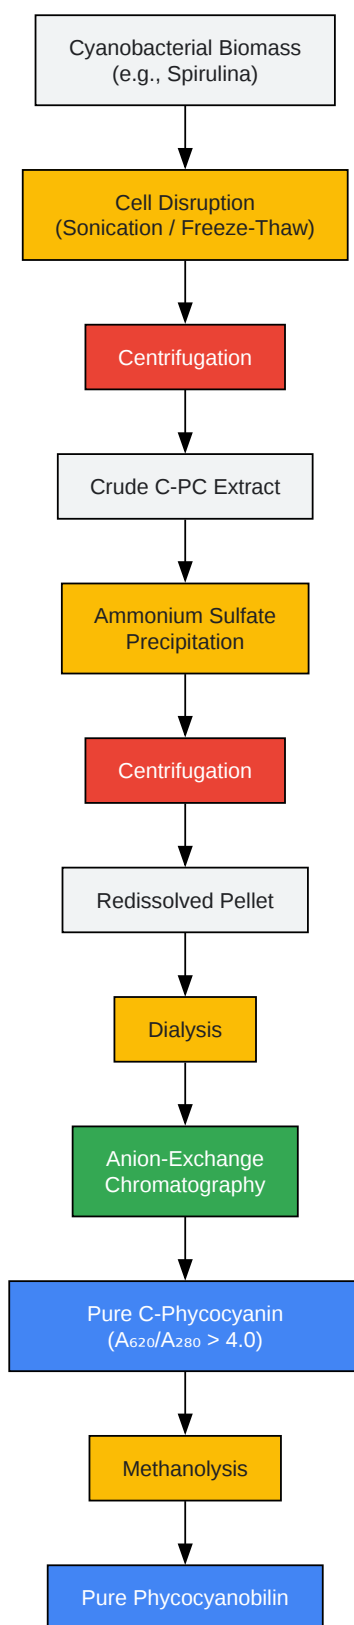 Cyanobacterial Biomass
(e.g., Spirulina)
Cell Disruption
(Sonication / Freeze-Thaw)
Centrifugation
Crude C-PC Extract
Ammonium Sulfate
Precipitation
Centrifugation
Redissolved Pellet
Dialysis
Anion-Exchange
Chromatography
Pure C-Phycocyanin
(A₆₂₀/A₂₈₀ > 4.0)
Methanolysis
Pure Phycocyanobilin